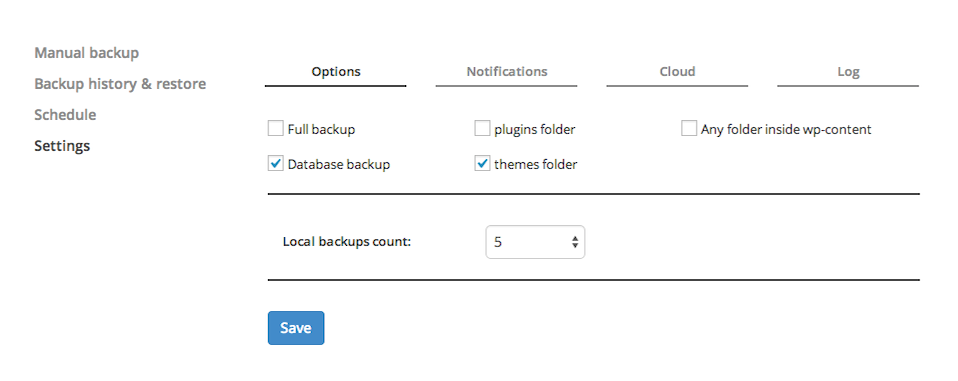 Manual backup
Backup history & restore
Schedule
Settings
Options Notifications Cloud Log
Full backup plugins folder Any folder inside wp-content
Database backup themes folder
Local backups count: 5
Save